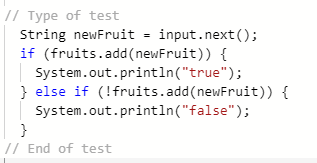 // Type of test
String newFruit = input.next();
if (fruits.add(newFruit)) {
System.out.println("true");
} else if (!fruits.add(newFruit)) {
System.out.println("false");
}
// End of test